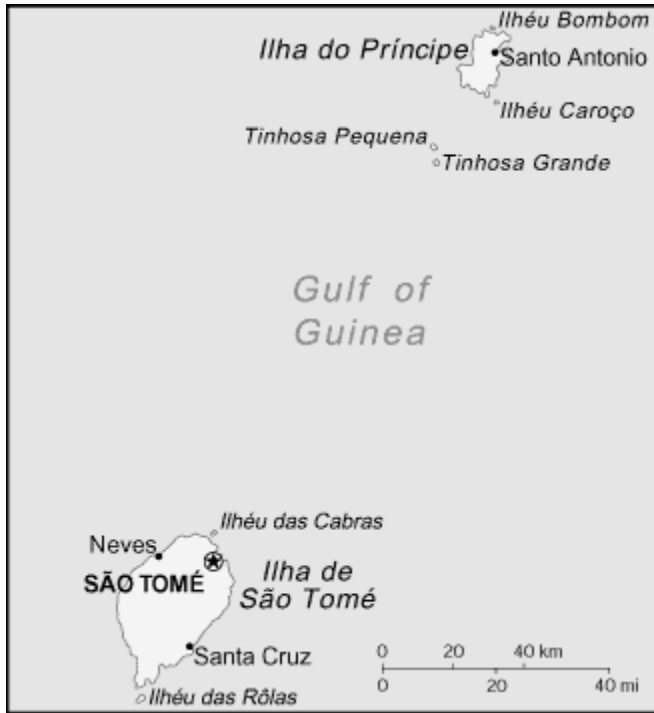 Ilhéu Bombom
Ilha do Príncipe
Santo Antonio
Ilhéu Caroço
Tinhosa Pequena
Tinhosa Grande
Gulf of
Guinea
Ilhéu das Cabras
Neves
SÃO TOMÉ
Ilha de
São Tomé
Santa Cruz
Ilhéu das Rôlas
0 20 40 km
0 20 40 mi